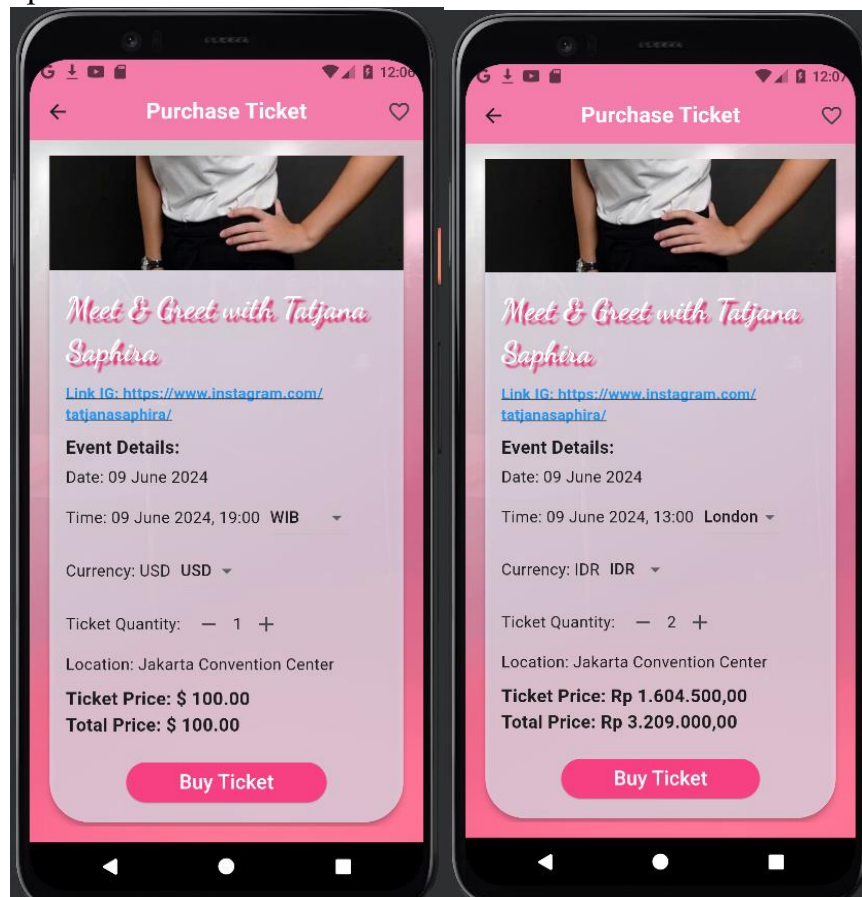 12:06
Purchase Ticket
Meet & Greet with Tatjana
Saphira
Link IG: https://www.instagram.com/
tatjanasaphira/
Event Details:
Date: 09 June 2024
Time: 09 June 2024, 19:00 WIB
Currency: USD USD
Ticket Quantity: — 1 +
Location: Jakarta Convention Center
Ticket Price: $ 100.00
Total Price: $ 100.00
Buy Ticket
12:07
Purchase Ticket
Meet & Greet with Tatjana
Saphira
Link IG: https://www.instagram.com/
tatjanasaphira/
Event Details:
Date: 09 June 2024
Time: 09 June 2024, 13:00 London
Currency: IDR IDR
Ticket Quantity: — 2 +
Location: Jakarta Convention Center
Ticket Price: Rp 1.604.500,00
Total Price: Rp 3.209.000,00
Buy Ticket